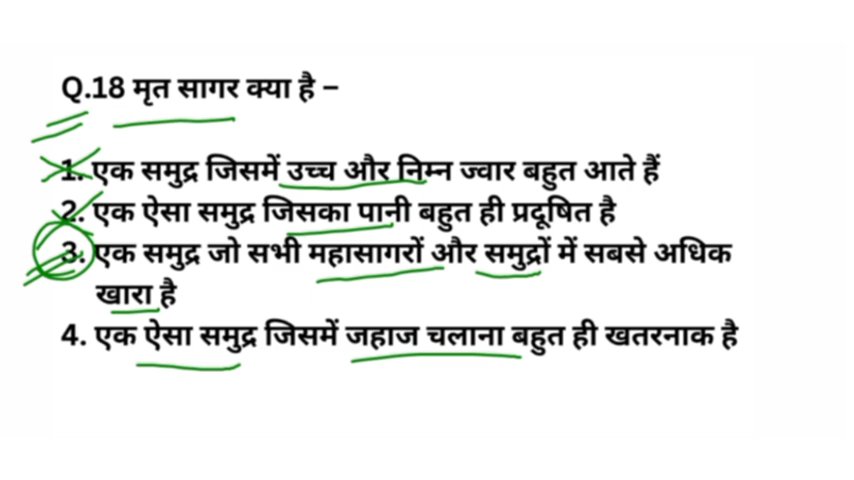 Q.18 मृत सागर क्या है –
1. एक समुद्र जिसमें उच्च और निम्न ज्वार बहुत आते हैं
2. एक ऐसा समुद्र जिसका पानी बहुत ही प्रदूषित है
3. एक समुद्र जो सभी महासागरों और समुद्रों में सबसे अधिक
खारा है
4. एक ऐसा समुद्र जिसमें जहाज चलाना बहुत ही खतरनाक है